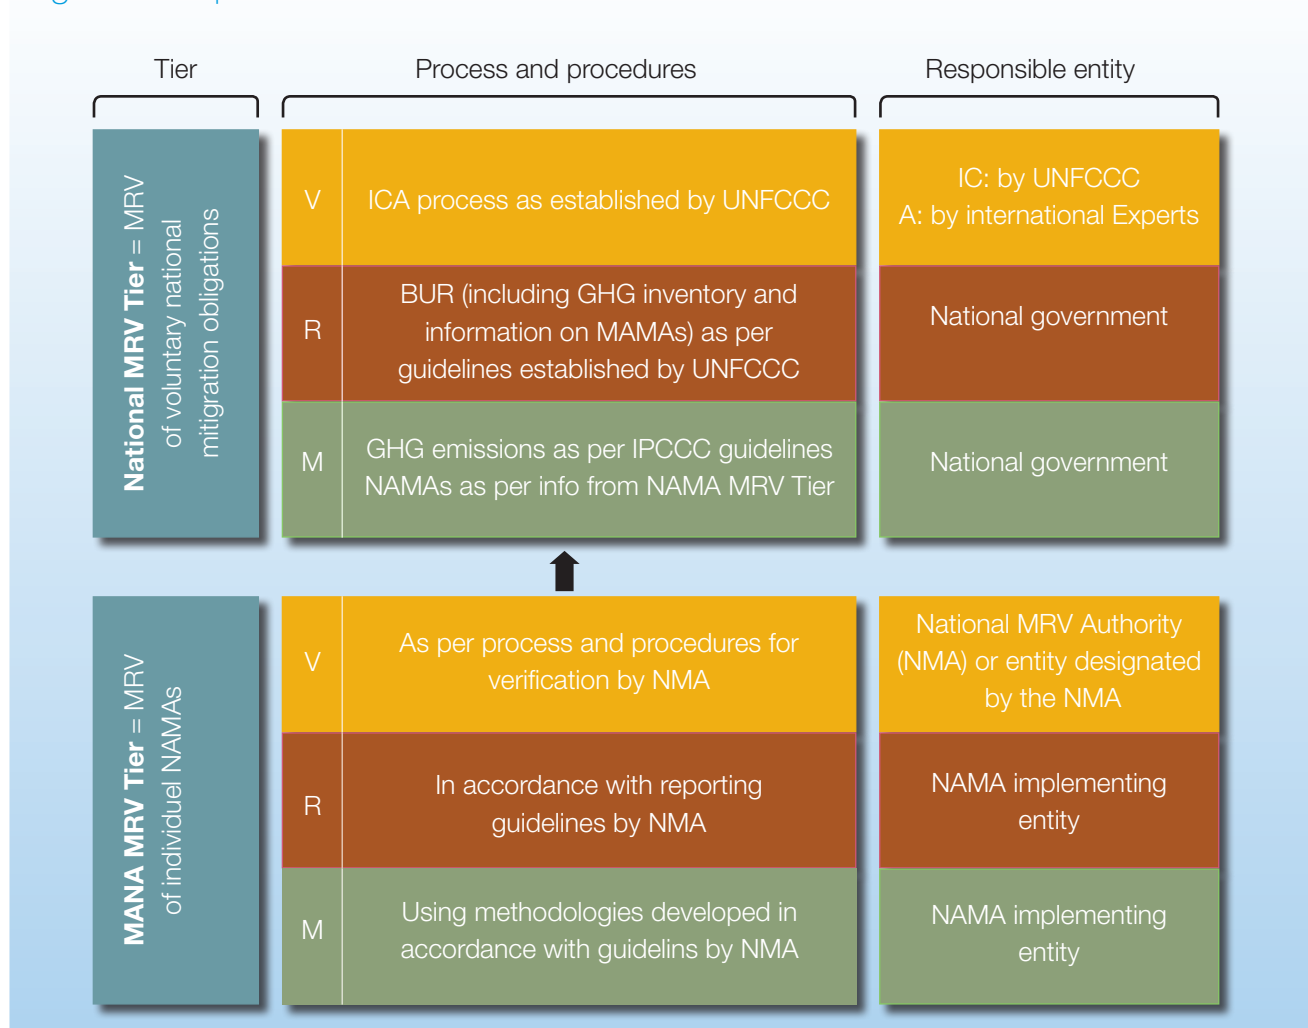 Tier
Process and procedures
Responsible entity
National MRV Tier = MRV
of voluntary national
mitigration obligations
V
ICA process as established by UNFCCC
IC: by UNFCCC
A: by international Experts
R
BUR (including GHG inventory and
information on MAMAs) as per
guidelines established by UNFCCC
National government
M
GHG emissions as per IPCCC guidelines
NAMAs as per info from NAMA MRV Tier
National government
MANA MRV Tier = MRV
of individuel NAMAs
V
As per process and procedures for
verification by NMA
National MRV Authority
(NMA) or entity designated
by the NMA
R
In accordance with reporting
guidelines by NMA
NAMA implementing
entity
M
Using methodologies developed in
accordance with guidelins by NMA
NAMA implementing
entity